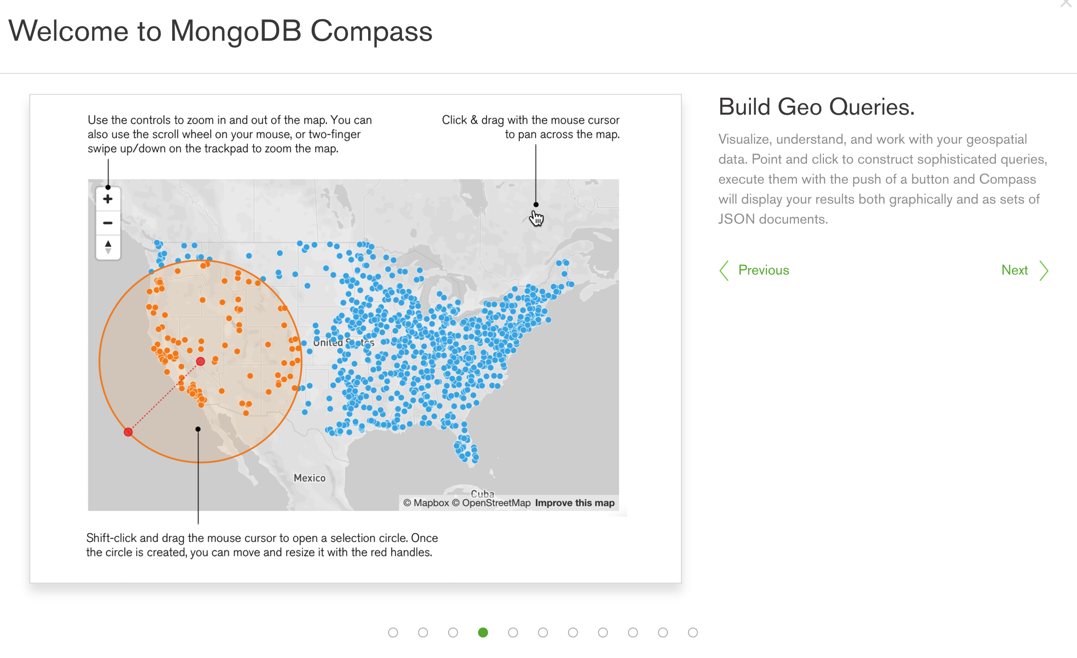 Welcome to MongoDB Compass
Use the controls to zoom in and out of the map. You can
also use the scroll wheel on your mouse, or two-finger
swipe up/down on the trackpad to zoom the map.
Click & drag with the mouse cursor
to pan across the map.
United States
Mexico
Cuba
© Mapbox © OpenStreetMap Improve this map
Shift-click and drag the mouse cursor to open a selection circle. Once
the circle is created, you can move and resize it with the red handles.
Build Geo Queries.
Visualize, understand, and work with your geospatial
data. Point and click to construct sophisticated queries,
execute them with the push of a button and Compass
will display your results both graphically and as sets of
JSON documents.
Previous
Next